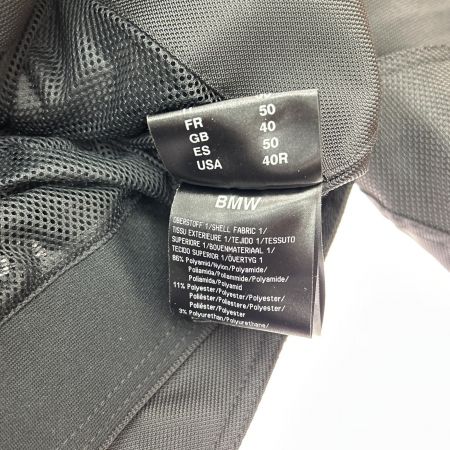 FR 50
GB 40
ES 50
USA 40R
BMW
OBERSTOFF 1/SHELL FABRIC 1/
TISSU EXTERIEURE 1/TEJIDO 1/TESSUTO
SUPERIORE 1/BOVENMATERIAAL 1/
TECIDO SUPERIOR 1/ÖVERTYG 1
86% Polyamid/Nylon/Polyamide/
Poliamida/Poliammide/Polyamide/
Poliamida/Polyamid
11% Polyester/Polyester/Polyester/
Poliéster/Poliestere/Polyester/
Poliéster/Polyester
3% Polyurethan/Polyurethane/